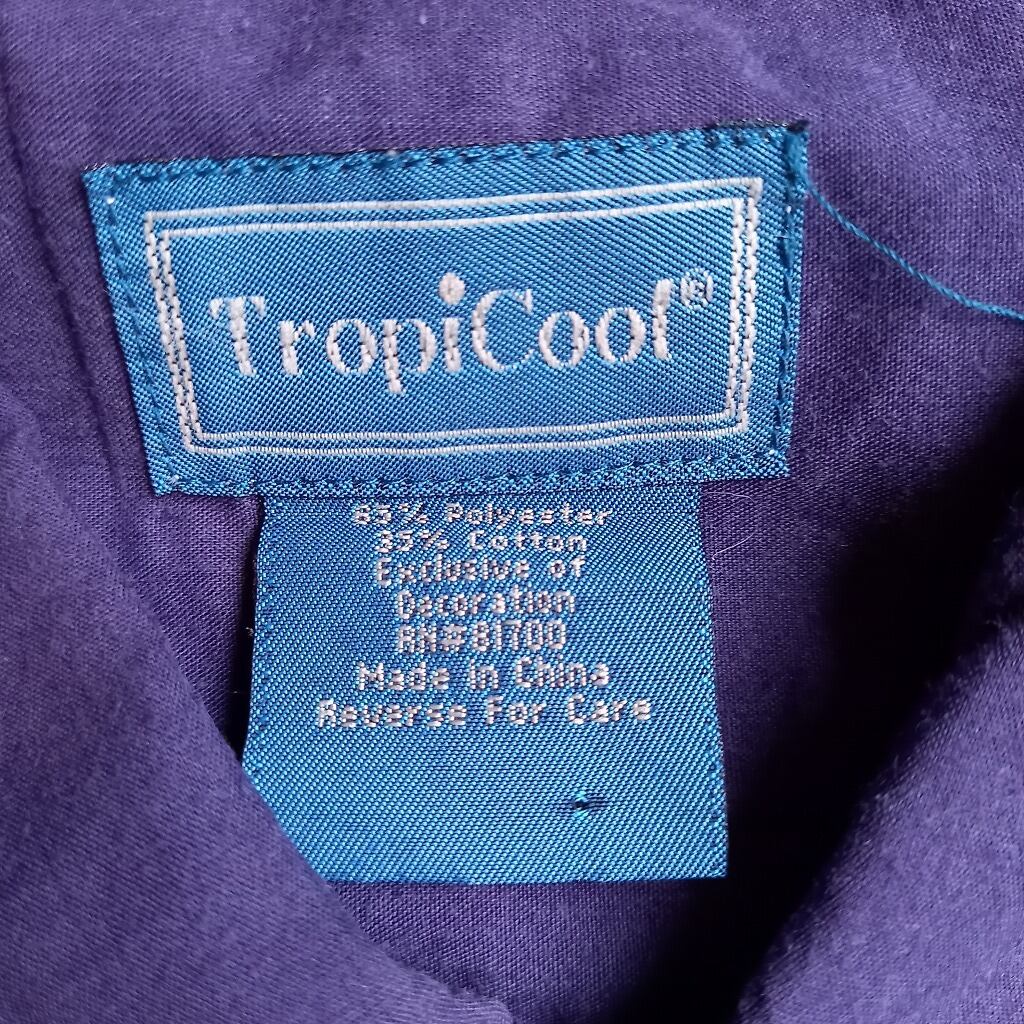 TropiCool®
65% Polyester
35% Cotton
Exclusive of
Decoration
RN# 81700
Made in China
Reverse For Care